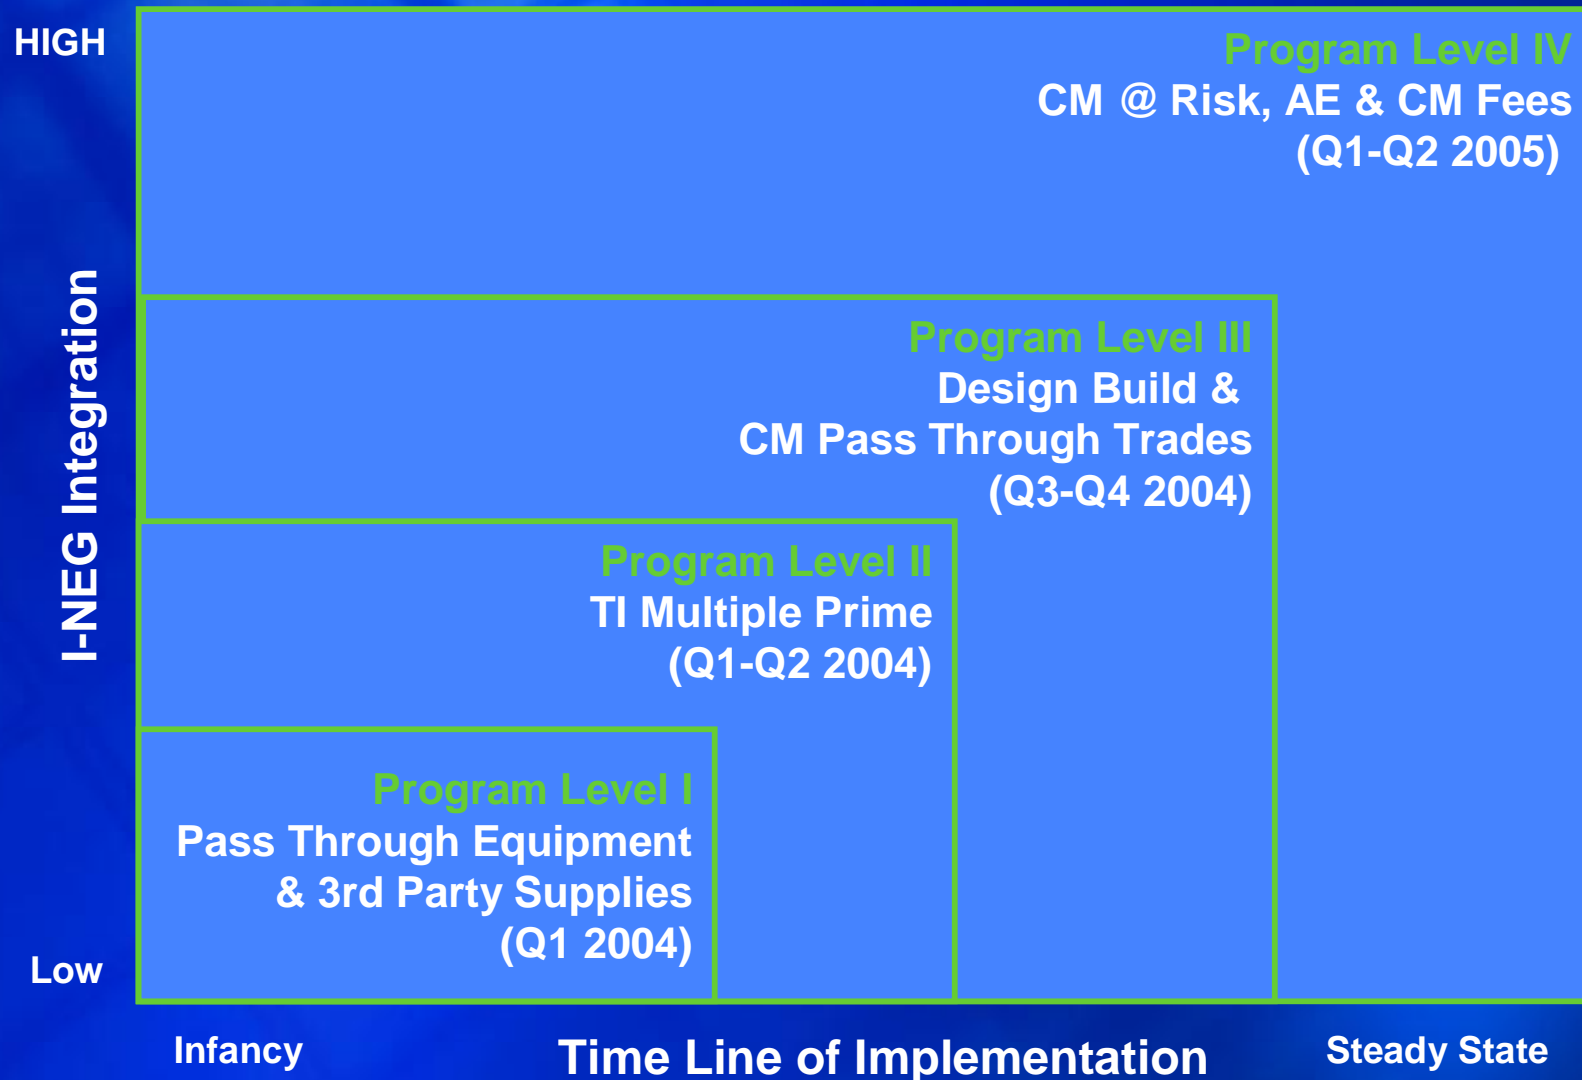 HIGH
Program Level IV
CM @ Risk, AE & CM Fees
(Q1-Q2 2005)
I-NEG Integration
Program Level III
Design Build &
CM Pass Through Trades
(Q3-Q4 2004)
Program Level II
TI Multiple Prime
(Q1-Q2 2004)
Program Level I
Pass Through Equipment
& 3rd Party Supplies
(Q1 2004)
Low
Infancy
Time Line of Implementation
Steady State